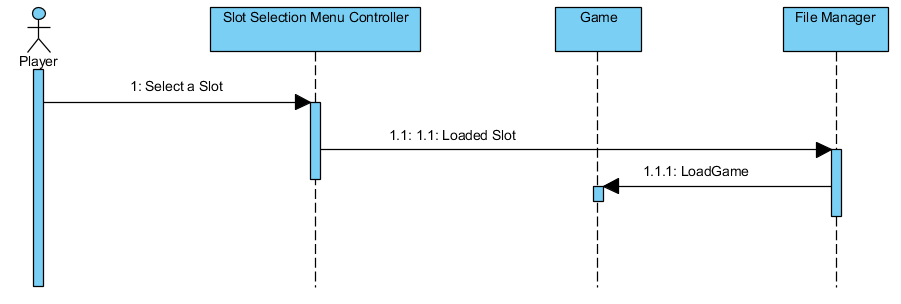 Slot Selection Menu Controller
Game
File Manager
Player
1: Select a Slot
1.1: 1.1: Loaded Slot
1.1.1: LoadGame